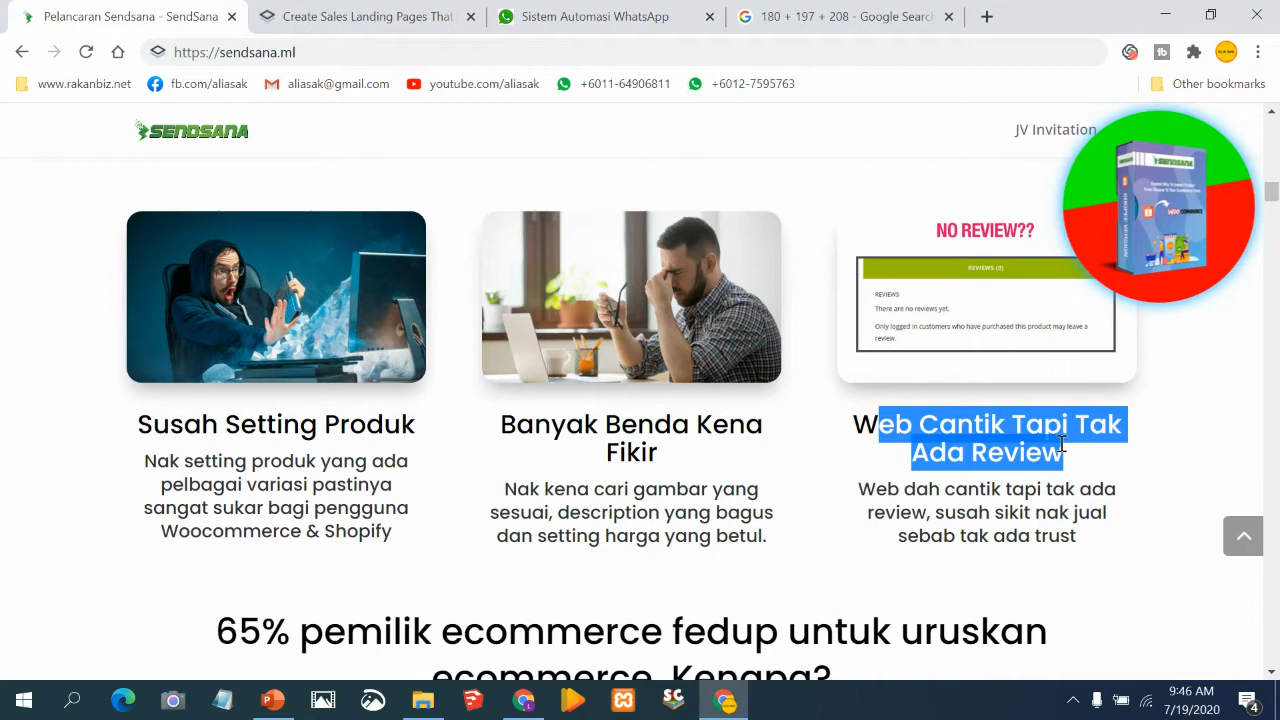 Pelancaran Sendsana - SendSana
Create Sales Landing Pages That
Sistem Automasi WhatsApp
180 + 197 + 208 - Google Search
https://sendsana.ml
www.rakanbiz.net
fb.com/aliasak
aliasak@gmail.com
youtube.com/aliasak
+6011-64906811
+6012-7595763
Other bookmarks
SENDSANA
JV Invitation
SENDSANA
WOOCOMMERCE
NO REVIEW??
REVIEWS (0)
REVIEWS
There are no reviews yet.
Only logged in customers who have purchased this product may leave a
review.
Susah Setting Produk
Nak setting produk yang ada
pelbagai variasi pastinya
sangat sukar bagi pengguna
Woocommerce & Shopify
Banyak Benda Kena
Fikir
Nak kena cari gambar yang
sesuai, description yang bagus
dan setting harga yang betul.
Web Cantik Tapi Tak
Ada Review
Web dah cantik tapi tak ada
review, susah sikit nak jual
sebab tak ada trust
65% pemilik ecommerce fedup untuk uruskan
ecommerce. Kenapa?
9:46 AM
7/19/2020
4